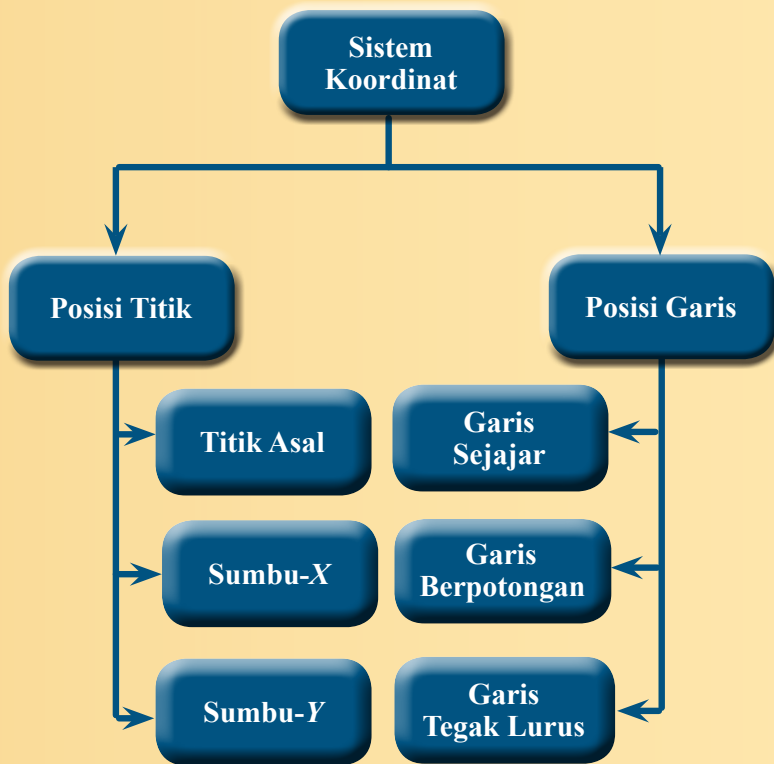 Sistem
Koordinat
Posisi Titik
Posisi Garis
Titik Asal
Garis
Sejajar
Sumbu-X
Garis
Berpotongan
Sumbu-Y
Garis
Tegak Lurus